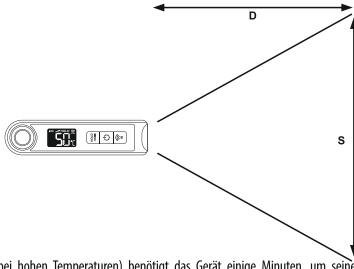 D
S
50°C
bei hohen Temperaturen) benötigt das Gerät einige Minuten, um seine